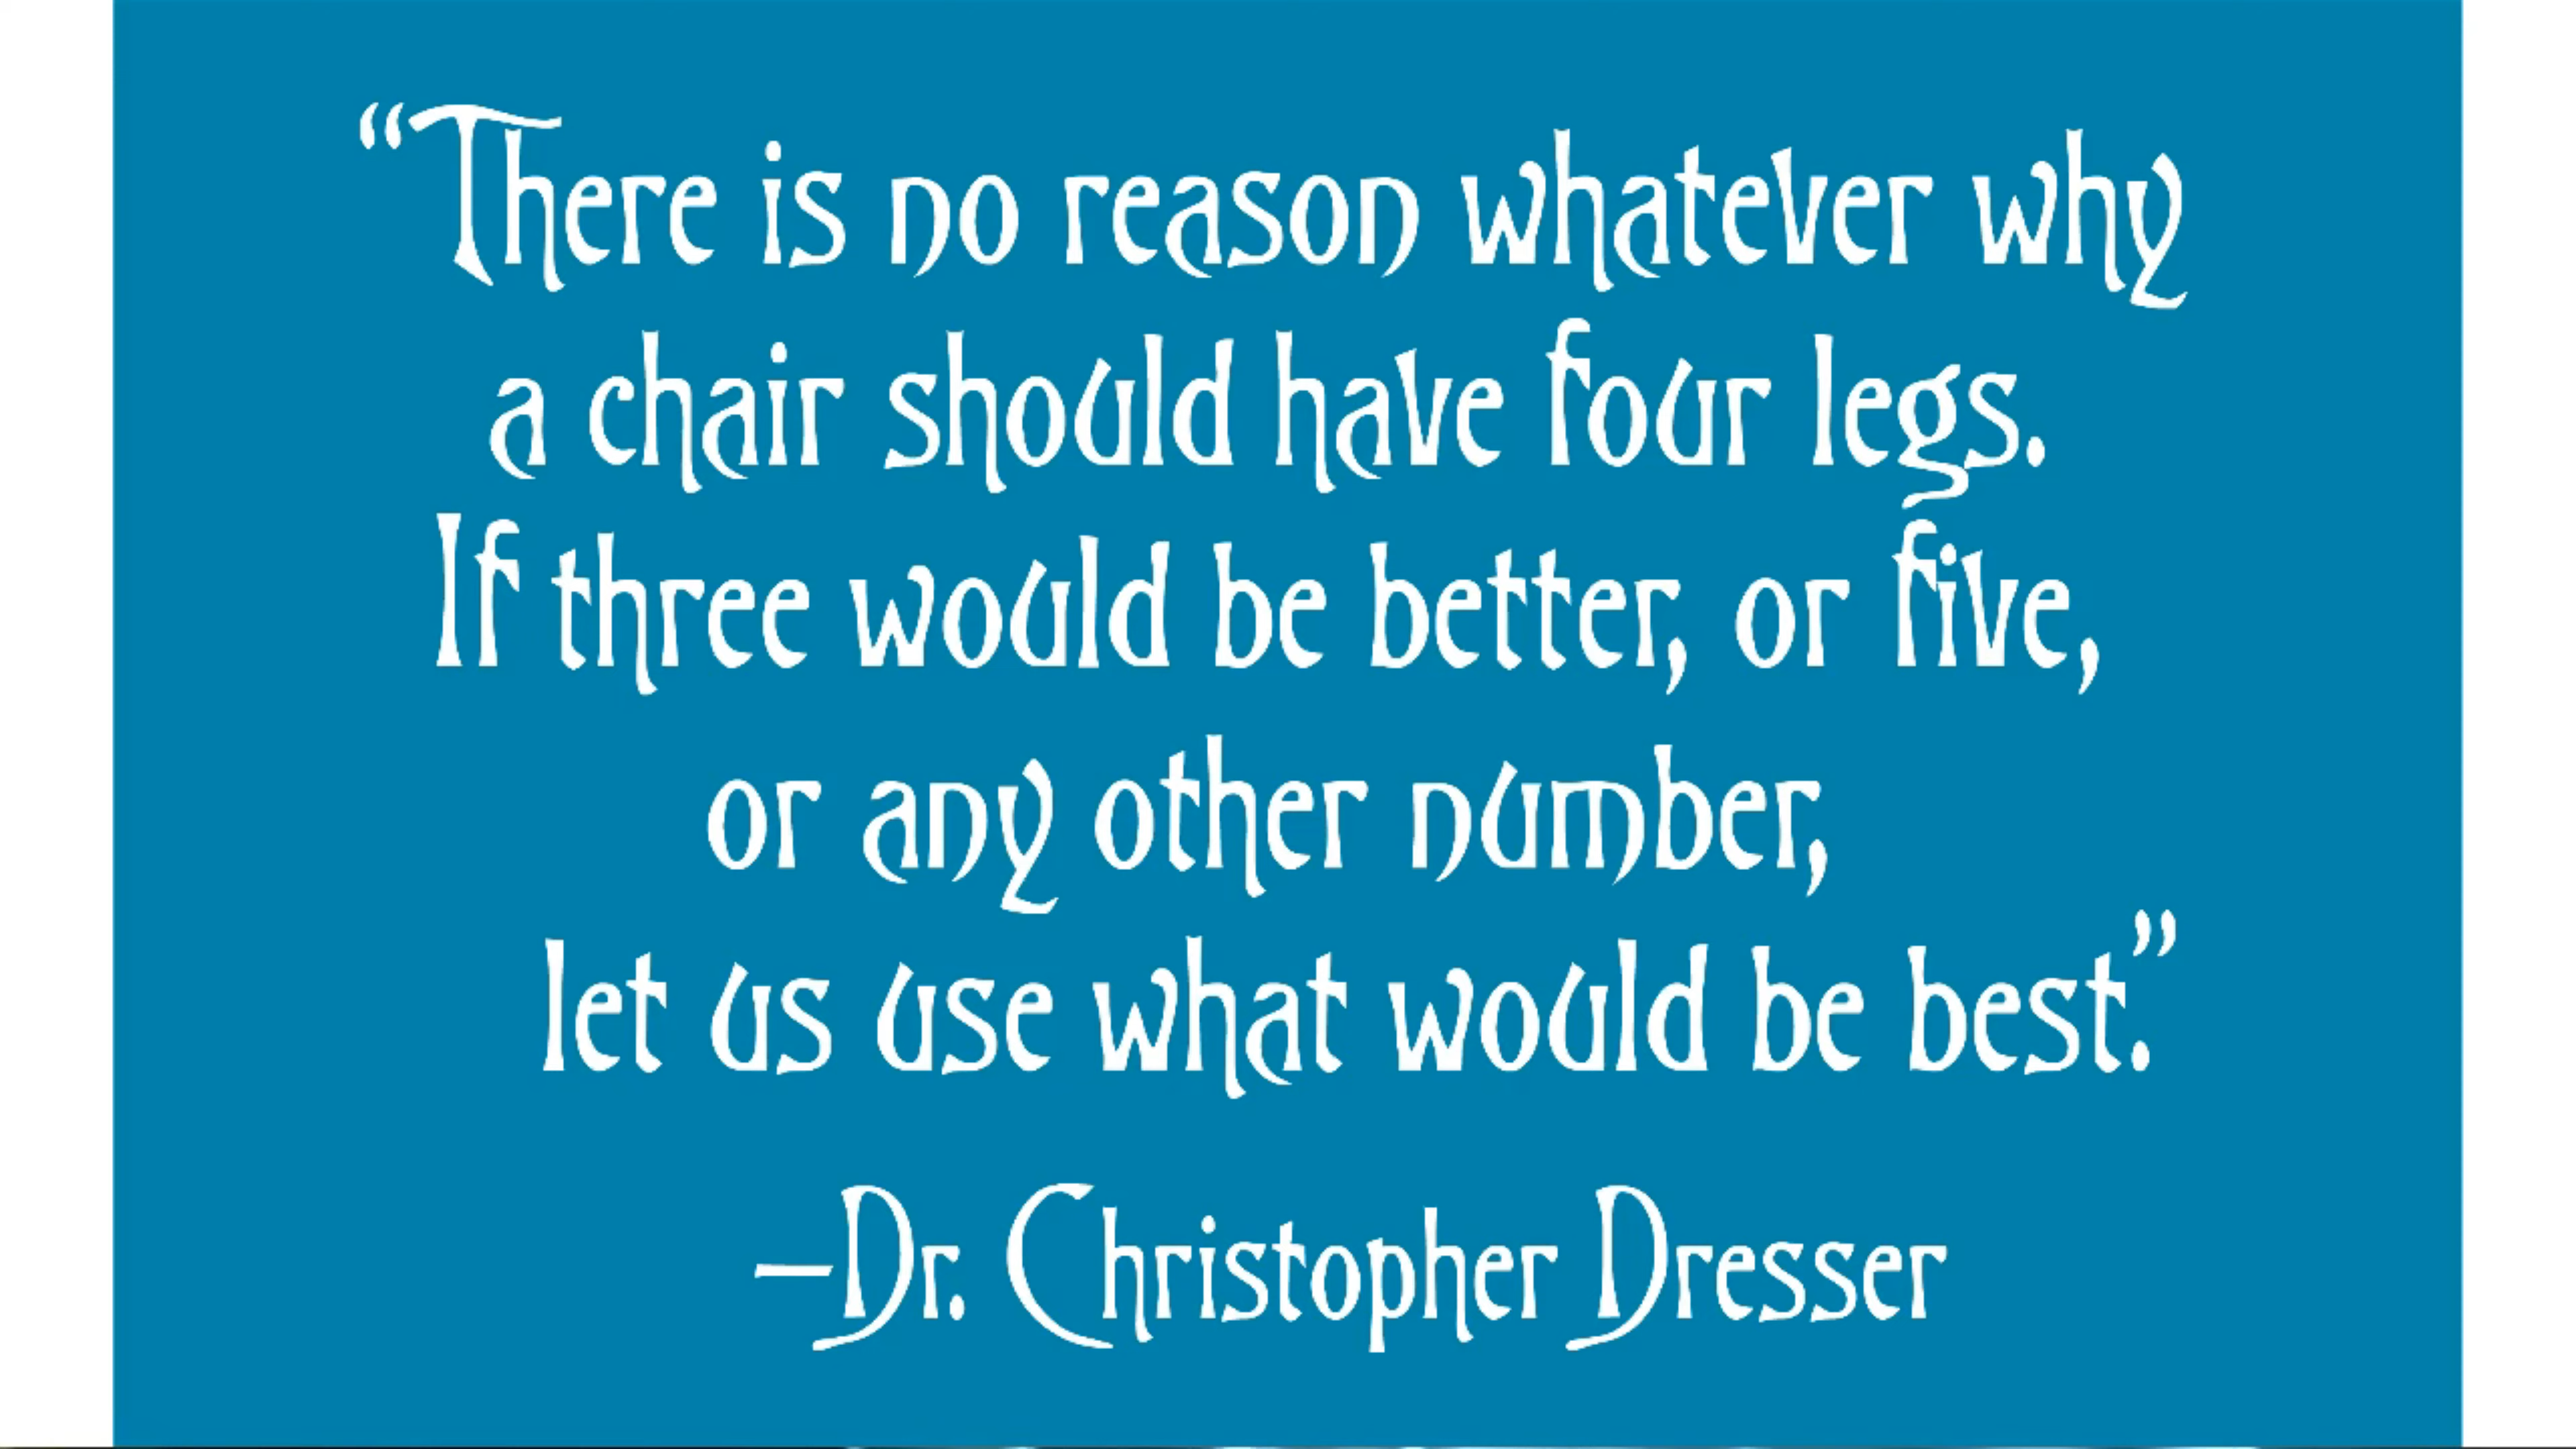 “There is no reason whatever why
a chair should have four legs.
If three would be better, or five,
or any other number,
let us use what would be best.”
—Dr. Christopher Dresser